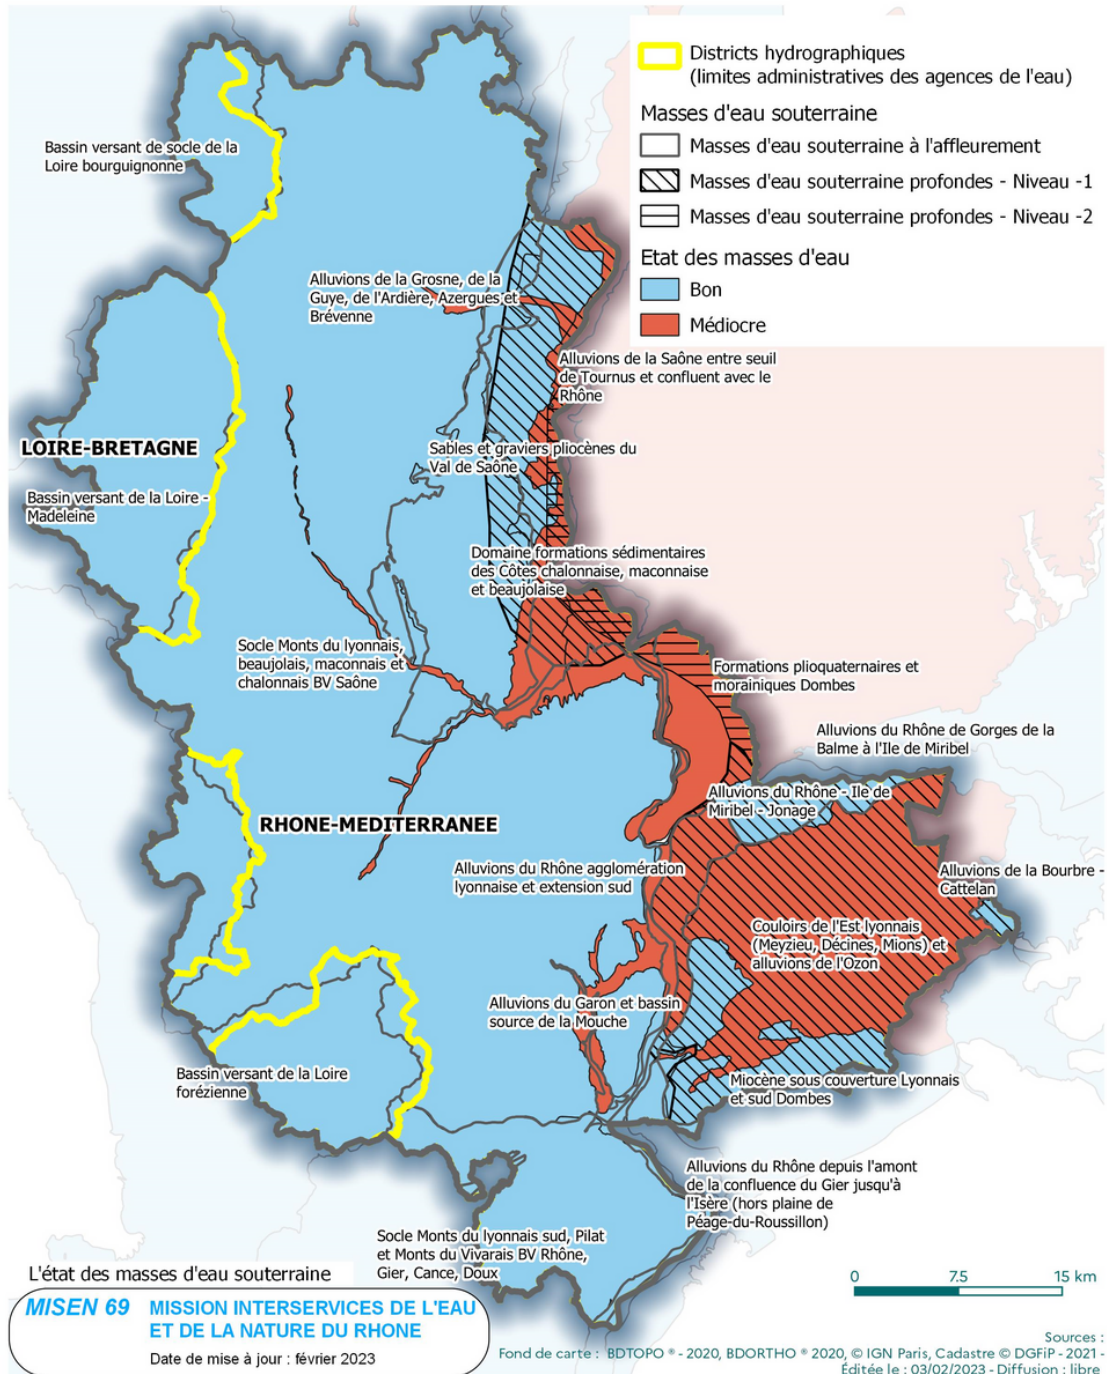 Districts hydrographiques
(limites administratives des agences de l'eau)
Masses d'eau souterraine
Masses d'eau souterraine à l'affleurement
Masses d'eau souterraine profondes - Niveau -1
Masses d'eau souterraine profondes - Niveau -2
Etat des masses d'eau
Bon
Médiocre
Bassin versant de socle de la
Loire bourguignonne
Alluvions de la Grosne, de la
Guye, de l'Ardière, Azergues et
Brévenne
Alluvions de la Saône entre seuil
de Tournus et confluent avec le
Rhône
LOIRE-BRETAGNE
Sables et graviers pliocènes du
Val de Saône
Bassin versant de la Loire -
Madeleine
Domaine formations sédimentaires
des Côtes chalonnaise, maconnaise
et beaujolaise
Socle Monts du lyonnais,
beaujolais, maconnais et
chalonnais BV Saône
Formations plioquaternaires et
morainiques Dombes
Alluvions du Rhône de Gorges de la
Balme à l'Ile de Miribel
Alluvions du Rhône - Ile de
Miribel - Jonage
RHONE-MEDITERRANEE
Alluvions du Rhône agglomération
lyonnaise et extension sud
Alluvions de la Bourbre -
Cattelan
Couloirs de l'Est lyonnais
(Meyzieu, Décines, Mions) et
alluvions de l'Ozon
Alluvions du Garon et bassin
source de la Mouche
Bassin versant de la Loire
forézienne
Miocène sous couverture Lyonnais
et sud Dombes
Alluvions du Rhône depuis l'amont
de la confluence du Gier jusqu'à
l'Isère (hors plaine de
Péage-du-Roussillon)
Socle Monts du lyonnais sud, Pilat
et Monts du Vivarais BV Rhône,
Gier, Cance, Doux
L'état des masses d'eau souterraine
0 7.5 15 km
MISEN 69 MISSION INTERSERVICES DE L'EAU
ET DE LA NATURE DU RHONE
Date de mise à jour : février 2023
Sources :
Fond de carte : BDTOPO ® - 2020, BDORTHO ® 2020, © IGN Paris, Cadastre © DGFiP - 2021 -
Éditée le : 03/02/2023 - Diffusion : libre